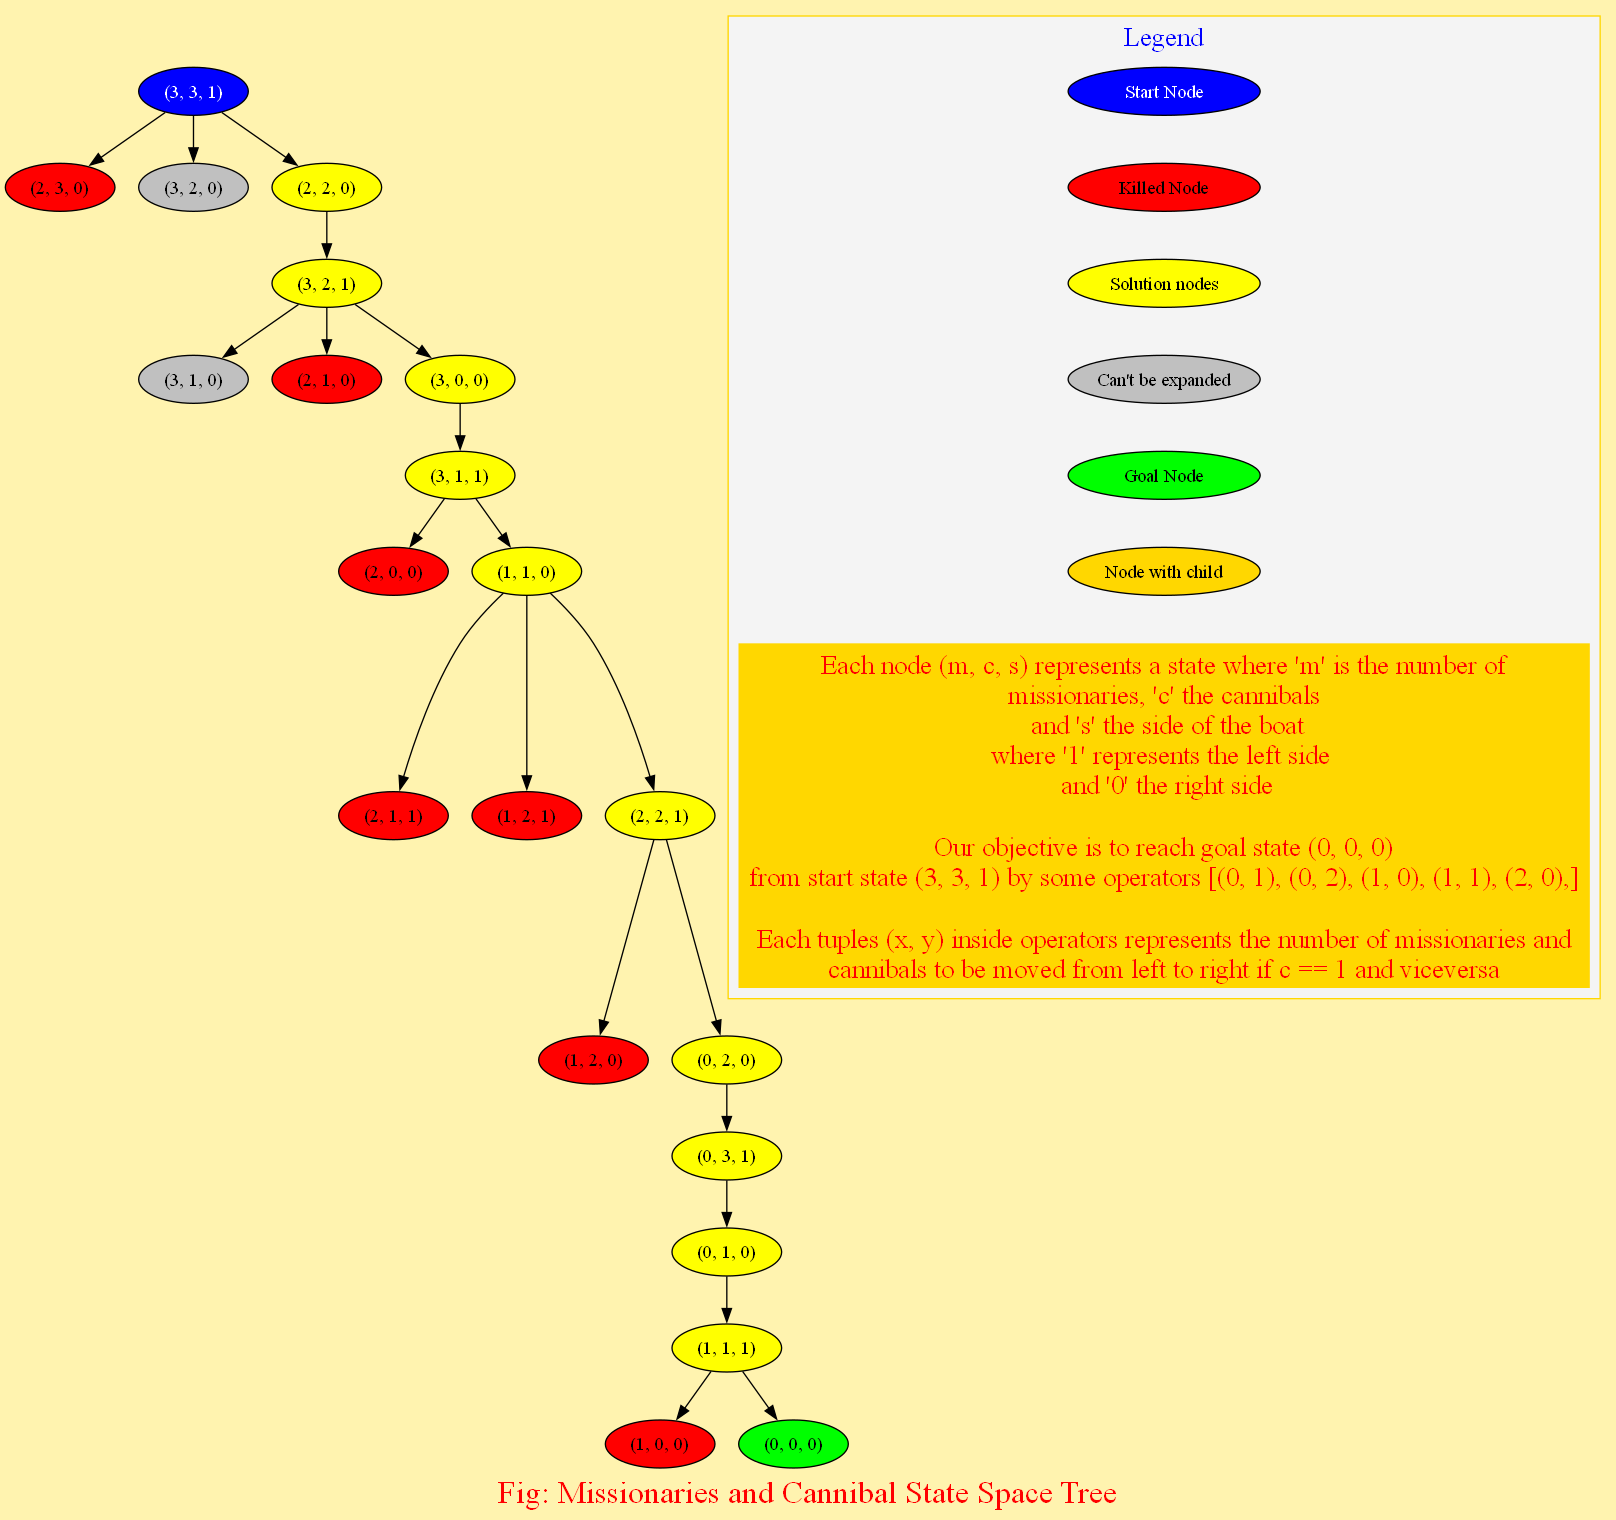 Legend
(3, 3, 1)
Start Node
(2, 3, 0)
(3, 2, 0)
(2, 2, 0)
Killed Node
(3, 2, 1)
Solution nodes
(3, 1, 0)
(2, 1, 0)
(3, 0, 0)
Can't be expanded
(3, 1, 1)
Goal Node
(2, 0, 0)
(1, 1, 0)
Node with child
Each node (m, c, s) represents a state where 'm' is the number of
missionaries, 'c' the cannibals
and 's' the side of the boat
where '1' represents the left side
and '0' the right side
(2, 1, 1)
(1, 2, 1)
(2, 2, 1)
Our objective is to reach goal state (0, 0, 0)
from start state (3, 3, 1) by some operators [(0, 1), (0, 2), (1, 0), (1, 1), (2, 0),]
Each tuples (x, y) inside operators represents the number of missionaries and
cannibals to be moved from left to right if c == 1 and viceversa
(1, 2, 0)
(0, 2, 0)
(0, 3, 1)
(0, 1, 0)
(1, 1, 1)
(1, 0, 0)
(0, 0, 0)
Fig: Missionaries and Cannibal State Space Tree